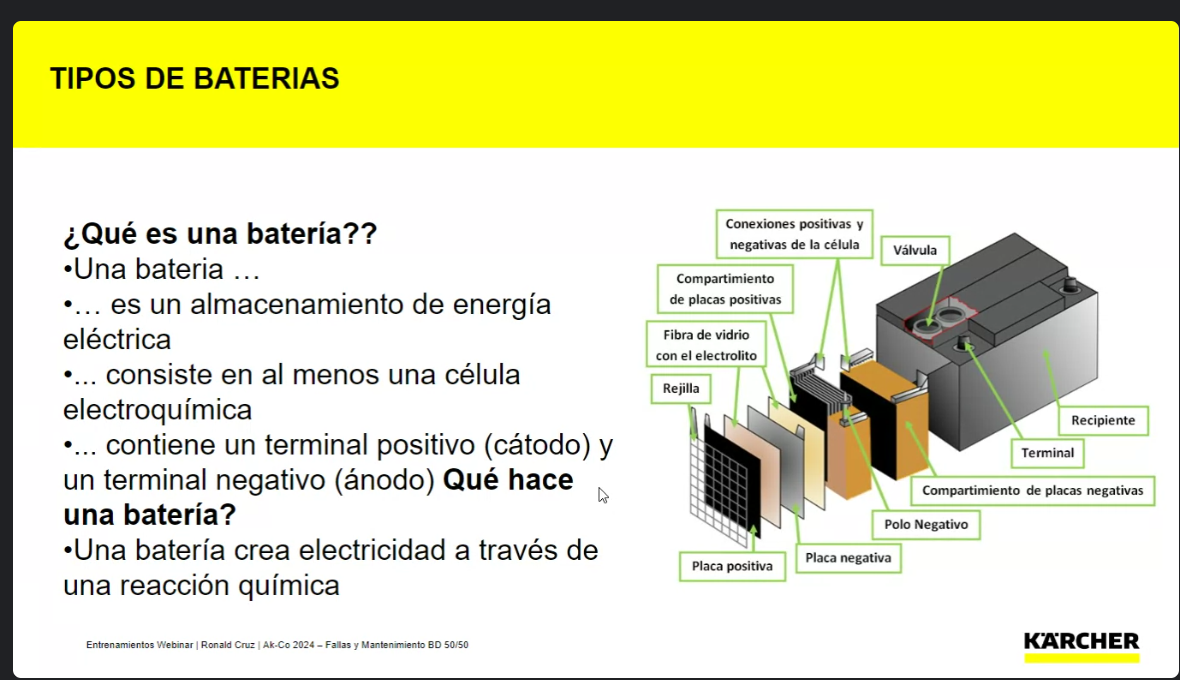 TIPOS DE BATERIAS
¿Qué es una batería??
•Una bateria …
•… es un almacenamiento de energía
eléctrica
•... consiste en al menos una célula
electroquímica
•... contiene un terminal positivo (cátodo) y
un terminal negativo (ánodo) Qué hace
una batería?
•Una batería crea electricidad a través de
una reacción química
Conexiones positivas y
negativas de la célula
Válvula
Compartimiento
de placas positivas
Fibra de vidrio
con el electrolito
Rejilla
Recipiente
Terminal
Compartimiento de placas negativas
Polo Negativo
Placa negativa
Placa positiva
Entrenamientos Webinar | Ronald Cruz | Ak-Co 2024 – Fallas y Mantenimiento BD 50/50
KÄRCHER